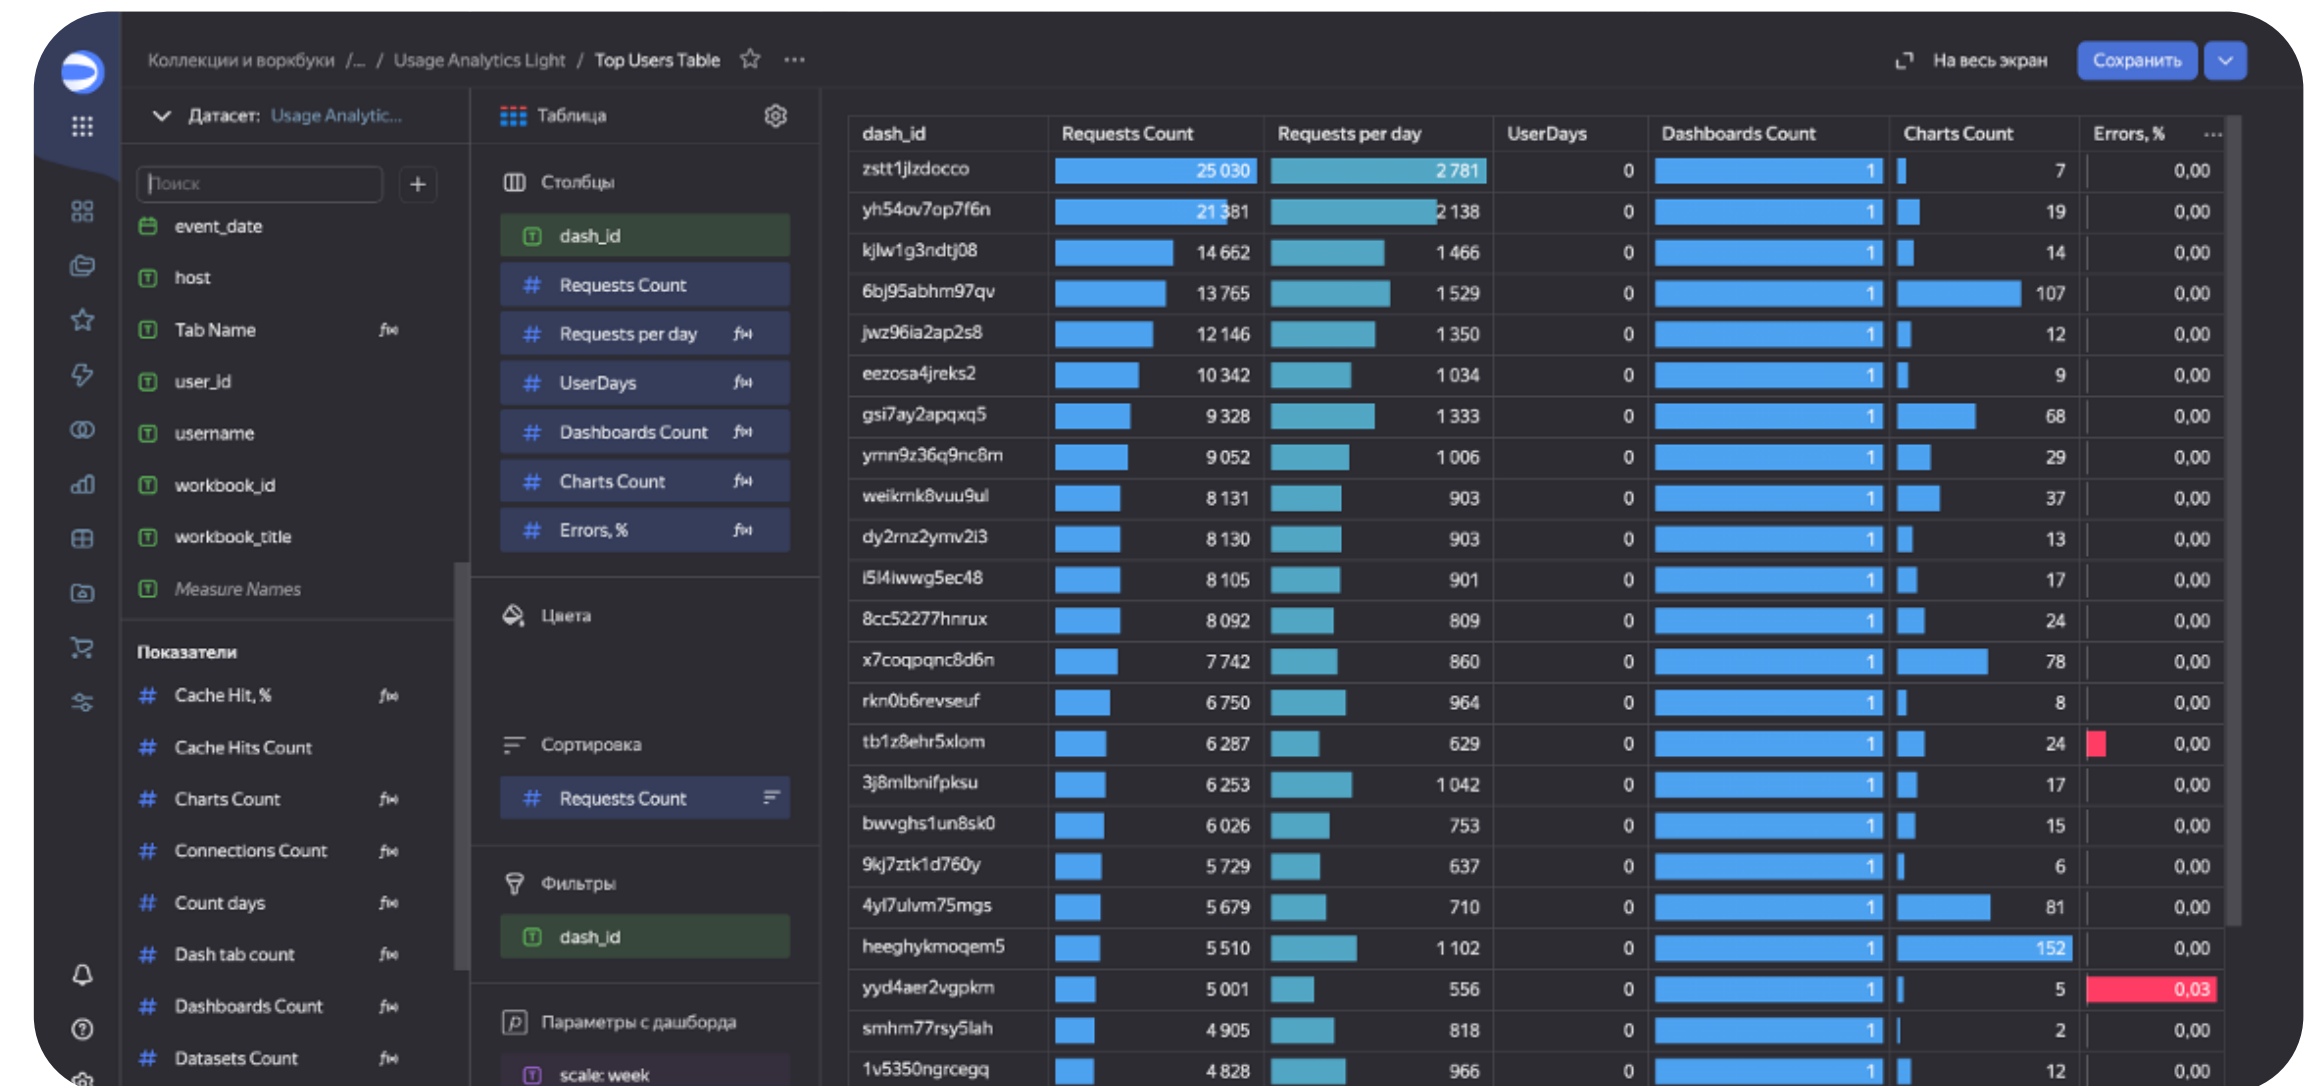 Коллекции и воркбуки /... / Usage Analytics Light / Top Users Table
На весь экран
Сохранить
Датасет: Usage Analytic...
Поиск
event_date
host
Tab Name
user_id
username
workbook_id
workbook_title
Measure Names
Показатели
Cache Hit, %
Cache Hits Count
Charts Count
Connections Count
Count days
Dash tab count
Dashboards Count
Datasets Count
Таблица
Столбцы
dash_id
Requests Count
Requests per day
UserDays
Dashboards Count
Charts Count
Errors, %
Цвета
Сортировка
Requests Count
Фильтры
dash_id
Параметры с дашборда
scale: week
dash_id Requests Count Requests per day UserDays Dashboards Count Charts Count Errors, %
zstt1jlzdocco 25 030 2 781 0 1 7 0,00
yh54ov7op7f6n 21 381 2 138 0 1 19 0,00
kjlw1g3ndtj08 14 662 1 466 0 1 14 0,00
6bj95abhm97qv 13 765 1 529 0 1 107 0,00
jwz96ia2ap2s8 12 146 1 350 0 1 12 0,00
eezosa4jreks2 10 342 1 034 0 1 9 0,00
gsi7ay2apqxq5 9 328 1 333 0 1 68 0,00
ymn9z36q9nc8m 9 052 1 006 0 1 29 0,00
weikmk8vuu9ul 8 131 903 0 1 37 0,00
dy2rnz2ymv2i3 8 130 903 0 1 13 0,00
i5l4iwwg5ec48 8 105 901 0 1 17 0,00
8cc52277hnrux 8 092 809 0 1 24 0,00
x7coqpqnc8d6n 7 742 860 0 1 78 0,00
rkn0b6revseuf 6 750 964 0 1 8 0,00
tb1z8ehr5xlom 6 287 629 0 1 24 0,00
3j8mlbnifpksu 6 253 1 042 0 1 17 0,00
bwvghs1un8sk0 6 026 753 0 1 15 0,00
9kj7ztk1d760y 5 729 637 0 1 6 0,00
4yl7ulvm75mgs 5 679 710 0 1 81 0,00
heeghykmoqem5 5 510 1 102 0 1 152 0,00
yyd4aer2vgpkm 5 001 556 0 1 5 0,03
smhm77rsy5lah 4 905 818 0 1 2 0,00
1v5350ngrcegq 4 828 966 0 1 12 0,00